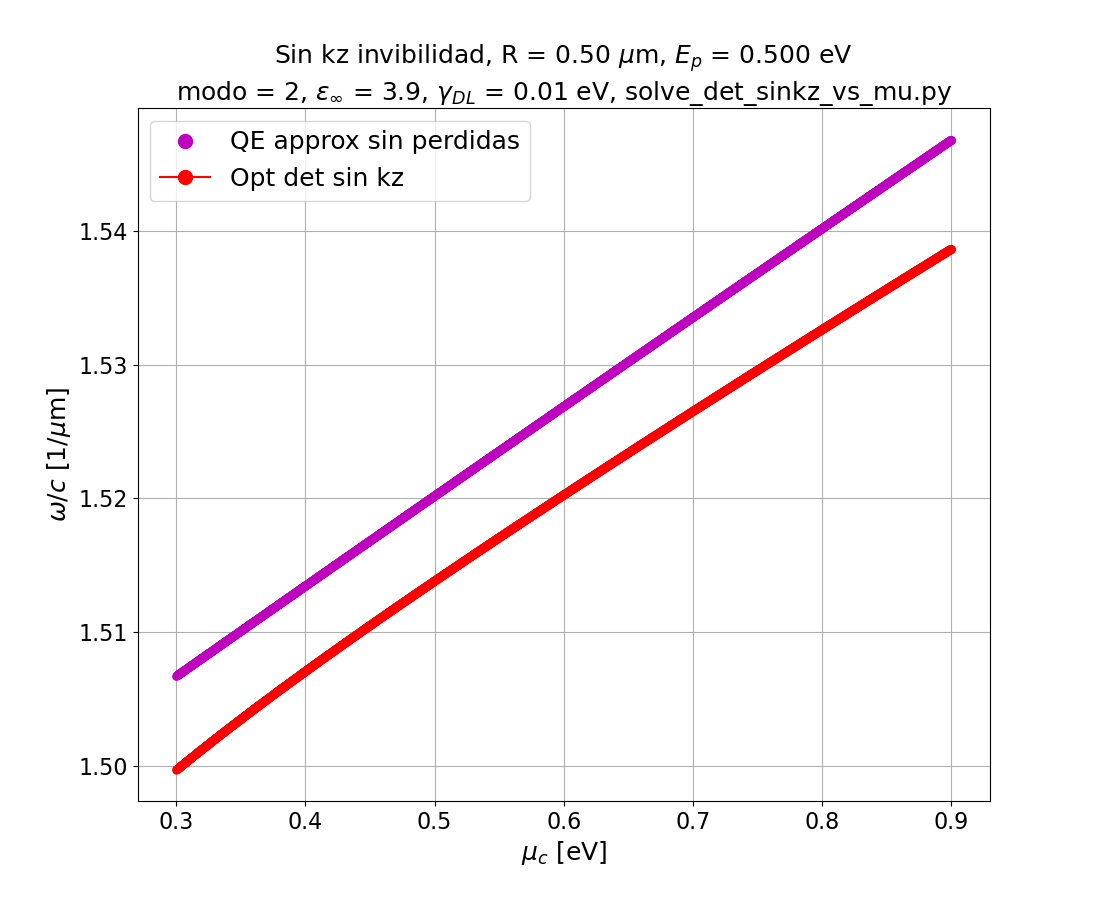 Sin kz invibilidad, R = 0.50 μm, E_p = 0.500 eV
modo = 2, ε_∞ = 3.9, γ_DL = 0.01 eV, solve_det_sinkz_vs_mu.py
QE approx sin perdidas
Opt det sin kz
1.54
1.53
1.52
1.51
1.50
ω/c [1/μm]
0.3 0.4 0.5 0.6 0.7 0.8 0.9
μ_c [eV]